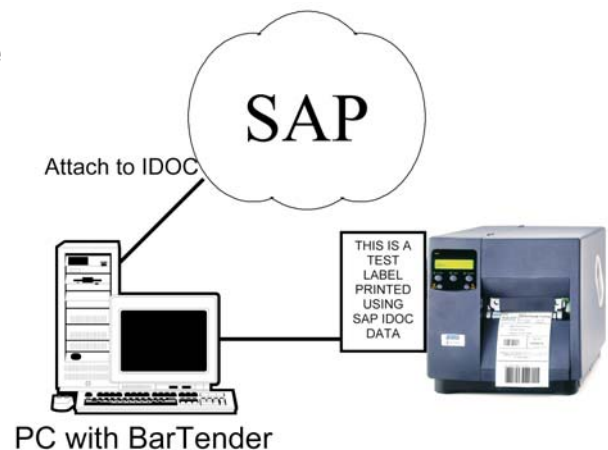 e
SAP
Attach to IDOC
THIS IS A
TEST
LABEL
PRINTED
USING
SAP IDOC
DATA
PC with BarTender